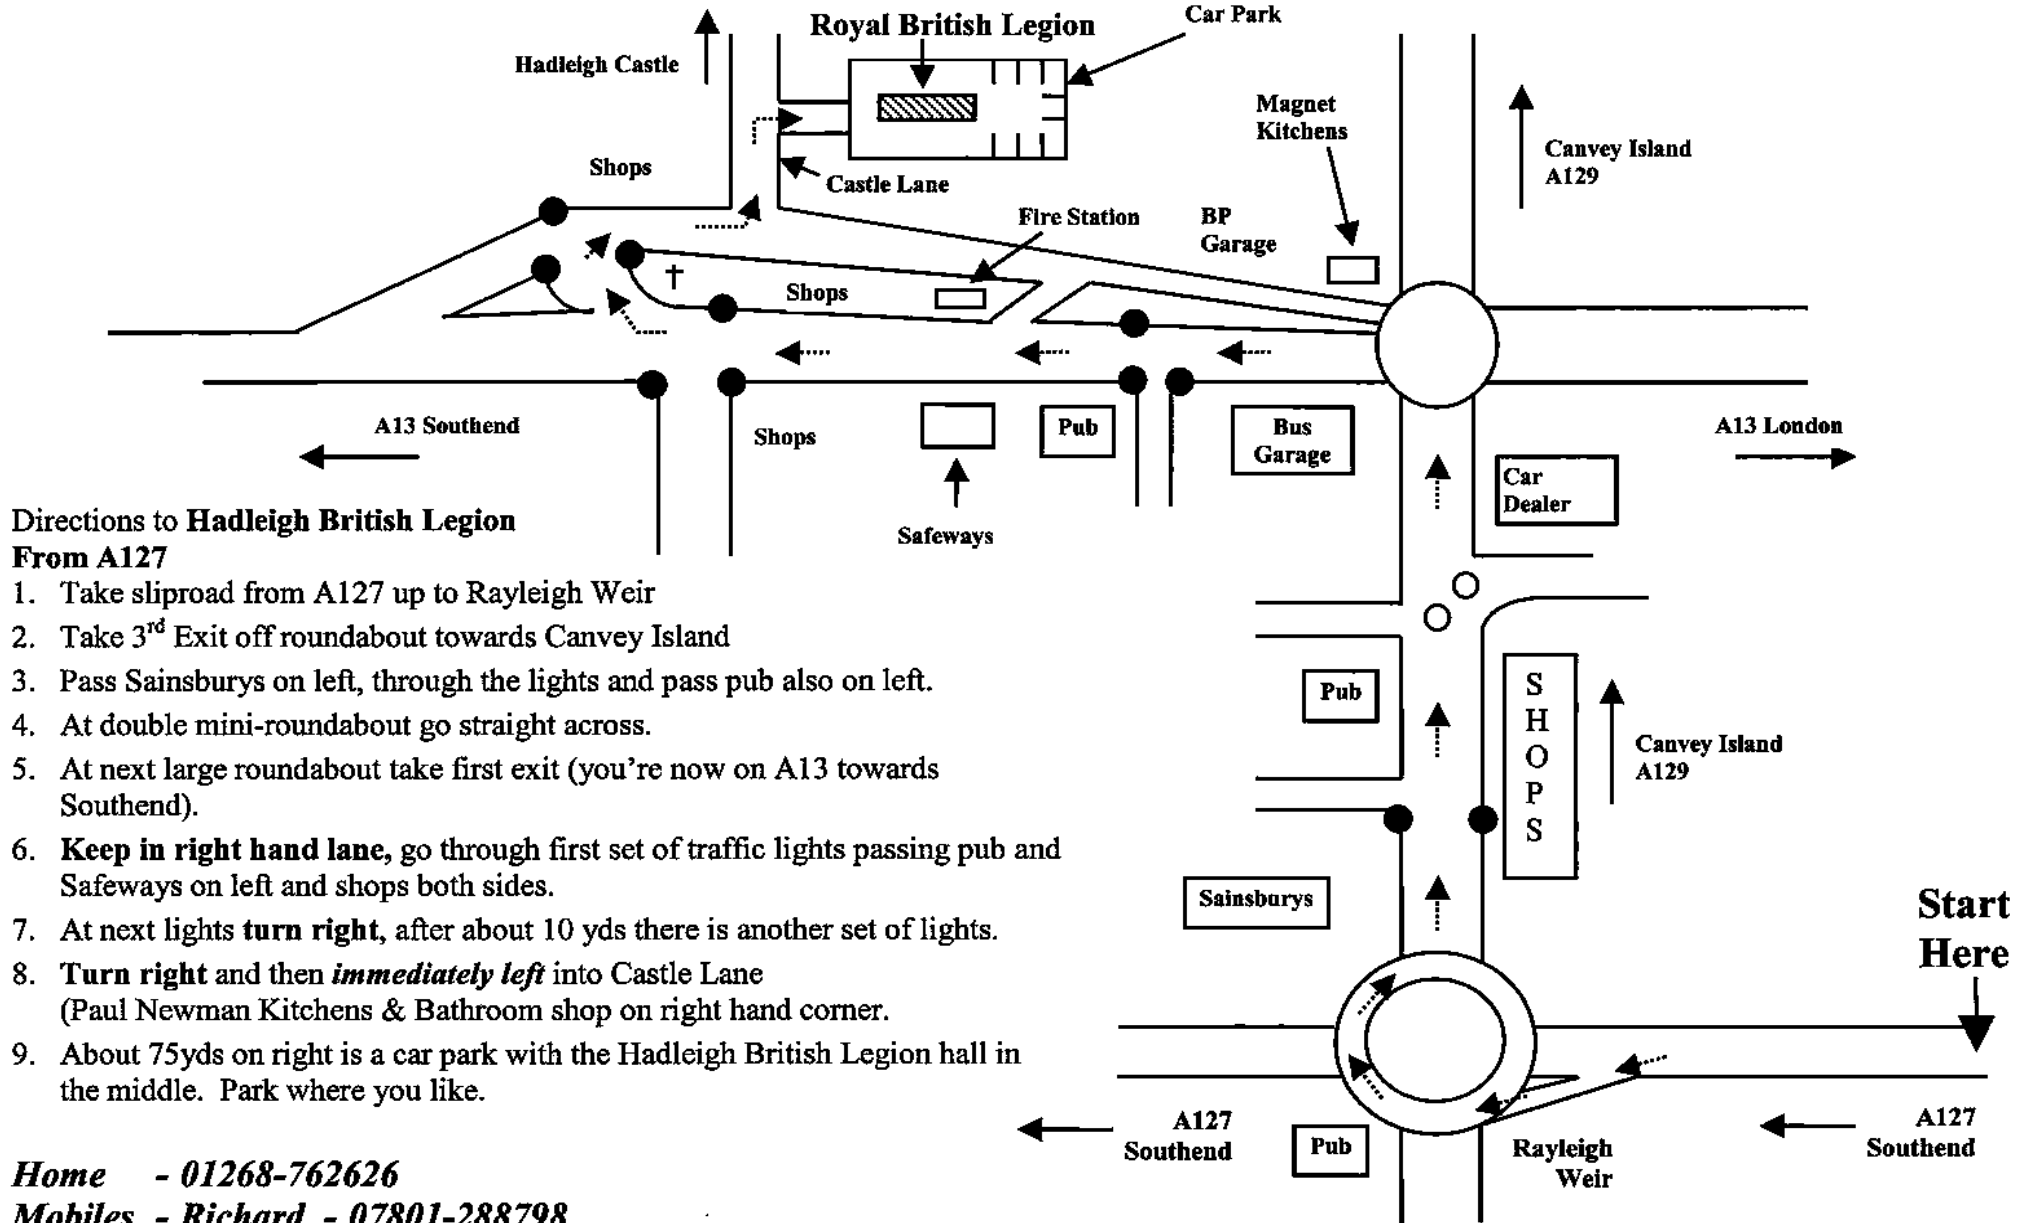 Royal British Legion
Car Park
Hadleigh Castle
Magnet
Kitchens
Canvey Island
A129
Shops
Castle Lane
Fire Station
BP
Garage
Shops
A13 Southend
Shops
Pub
Bus
Garage
A13 London
Car
Dealer
Safeways
Directions to Hadleigh British Legion
From A127
1. Take sliproad from A127 up to Rayleigh Weir
2. Take 3rd Exit off roundabout towards Canvey Island
3. Pass Sainsburys on left, through the lights and pass pub also on left.
4. At double mini-roundabout go straight across.
5. At next large roundabout take first exit (you're now on A13 towards
Southend).
6. Keep in right hand lane, go through first set of traffic lights passing pub and
Safeways on left and shops both sides.
7. At next lights turn right, after about 10 yds there is another set of lights.
8. Turn right and then immediately left into Castle Lane
(Paul Newman Kitchens & Bathroom shop on right hand corner.
9. About 75yds on right is a car park with the Hadleigh British Legion hall in
the middle. Park where you like.
Home - 01268-762626
Mobiles - Richard - 07801-288798
Pub
SHOPS
Canvey Island
A129
Sainsburys
Start
Here
A127
Southend
Pub
Rayleigh
Weir
A127
Southend